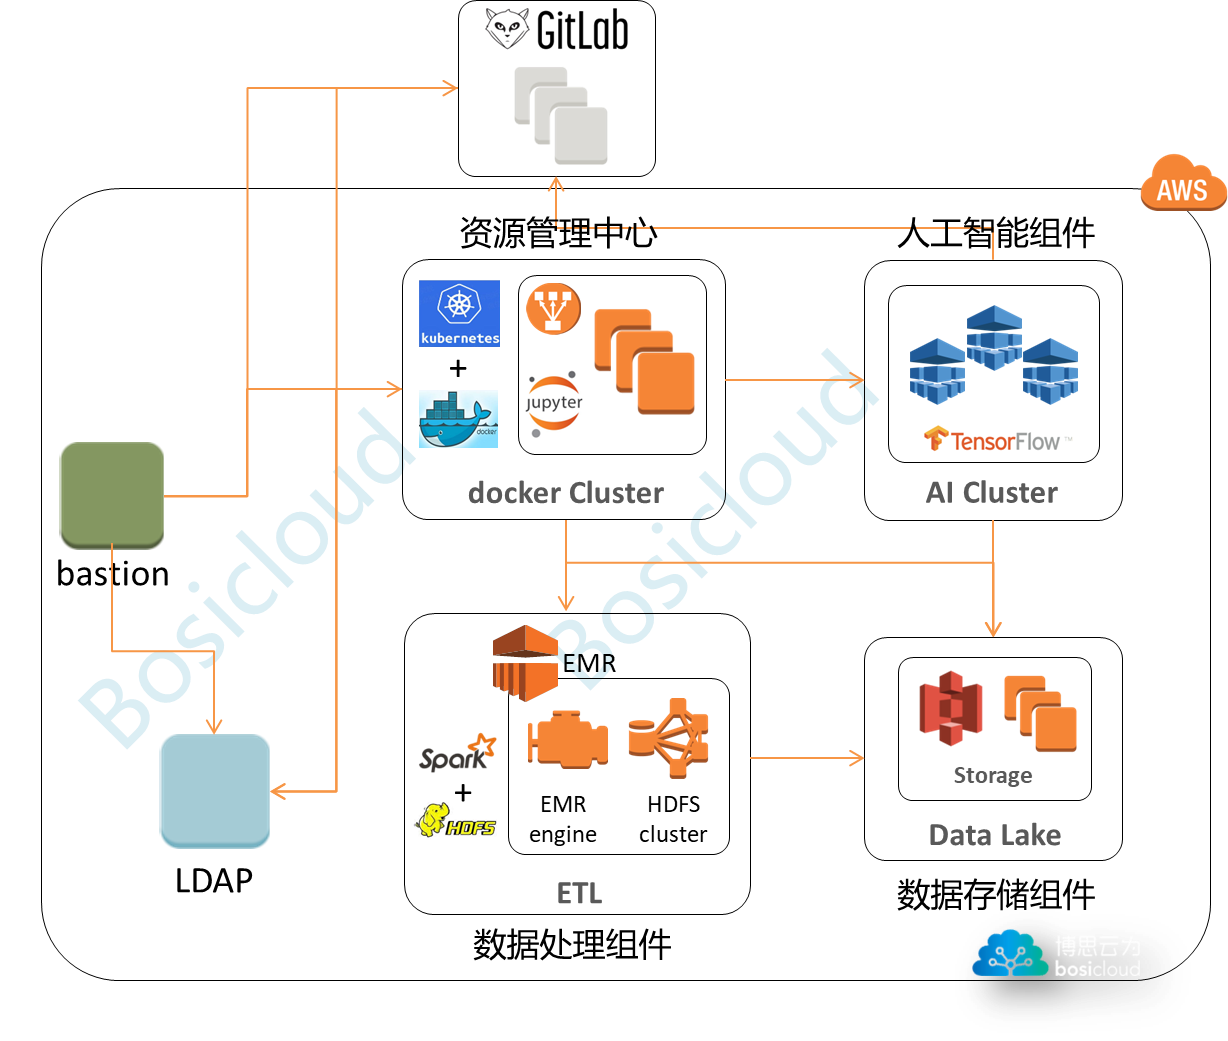 GitLab
AWS
资源管理中心
人工智能组件
kubernetes
+
docker
jupyter
TensorFlow™
docker Cluster
AI Cluster
bastion
EMR
Spark
+
HDFS
EMR
engine
HDFS
cluster
Storage
ETL
Data Lake
LDAP
数据处理组件
数据存储组件
博思云为
bosicloud
Bosicloud
Bosicloud